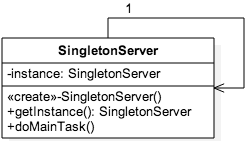 1
SingletonServer
-instance: SingletonServer
«create»-SingletonServer()
+getInstance(): SingletonServer
+doMainTask()